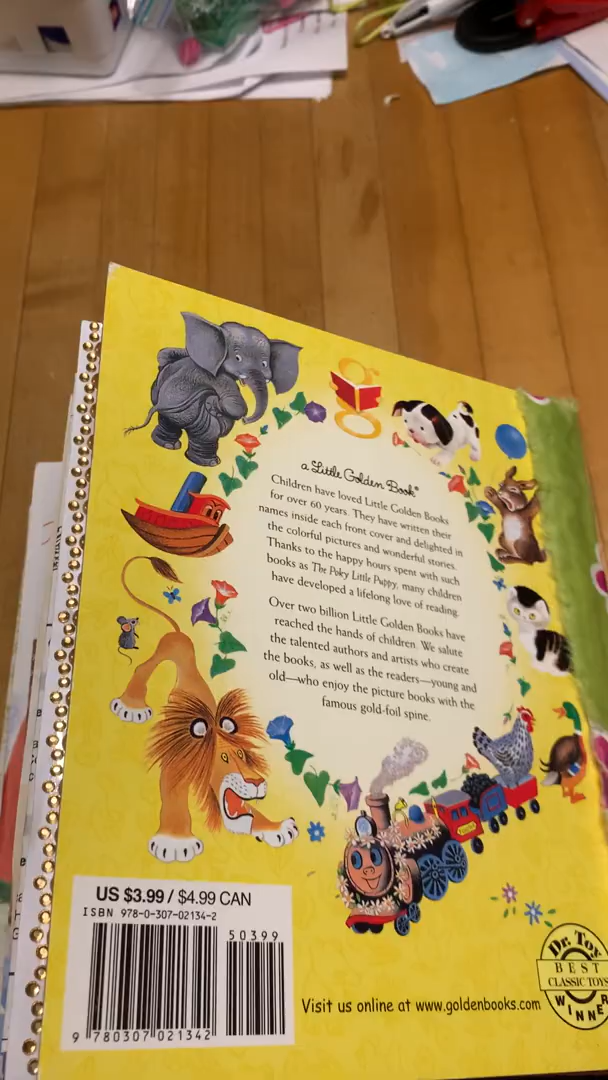 a Little Golden Book®
Children have loved Little Golden Books
for over 60 years. They have written their
names inside each front cover and delighted in
the colorful pictures and wonderful stories.
Thanks to the happy hours spent with such
books as The Poky Little Puppy, many children
have developed a lifelong love of reading.
Over two billion Little Golden Books have
reached the hands of children. We salute
the talented authors and artists who create
the books, as well as the readers—young and
old—who enjoy the picture books with the
famous gold-foil spine.
US $3.99 / $4.99 CAN
ISBN 978-0-307-02134-2
50399
9 780307 021342
Visit us online at www.goldenbooks.com
Dr. Toy
BEST
CLASSIC TOYS
WINNER